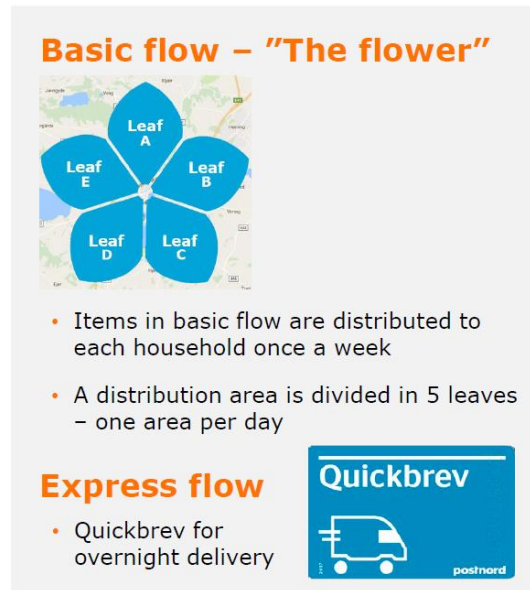 Basic flow – ”The flower”
Leaf
A
Leaf
E
Leaf
B
Leaf
D
Leaf
C
• Items in basic flow are distributed to
each household once a week
• A distribution area is divided in 5 leaves
– one area per day
Express flow
• Quickbrev for
overnight delivery
Quickbrev
postnord